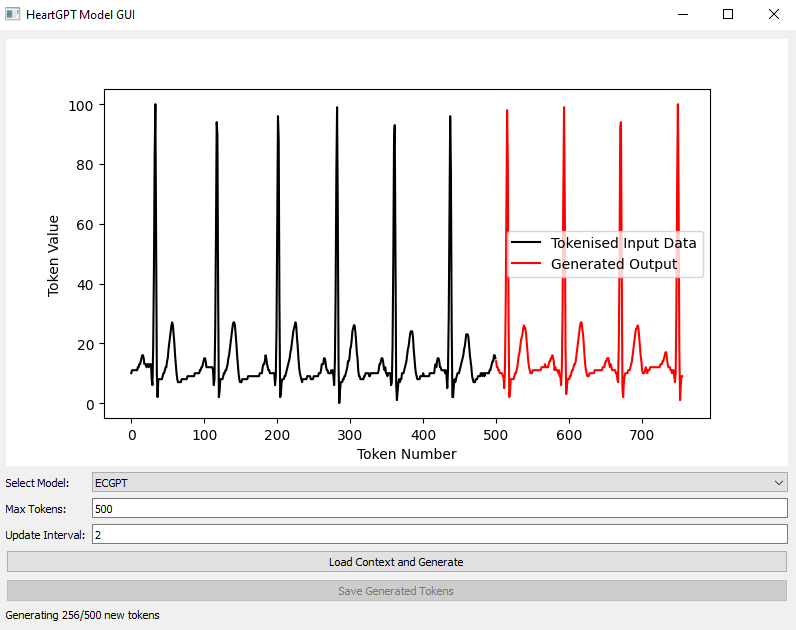 HeartGPT Model GUI
100
80
60
40
20
0
Token Value
Tokenised Input Data
Generated Output
0 100 200 300 400 500 600 700
Token Number
Select Model: ECGPT
Max Tokens: 500
Update Interval: 2
Load Context and Generate
Save Generated Tokens
Generating 256/500 new tokens